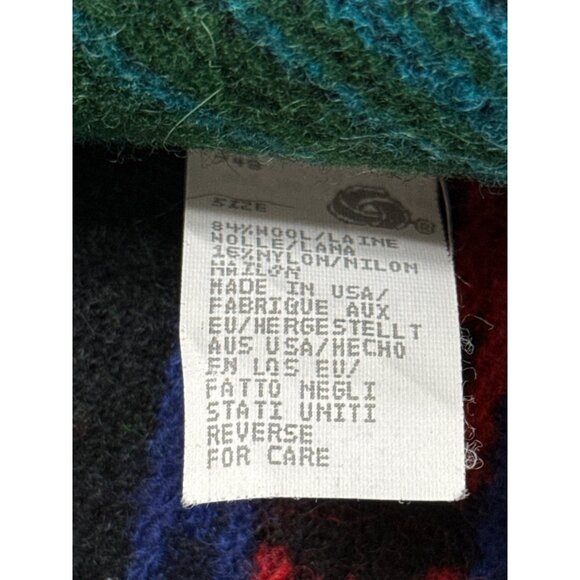 SIZE
84%WOOL/LAINE
WOLLE/LANA
16%NYLON/NILON
NAILON
MADE IN USA/
FABRIQUE AUX
EU/HERGESTELLT
AUS USA/HECHO
EN LOS EU/
FATTO NEGLI
STATI UNITI
REVERSE
FOR CARE